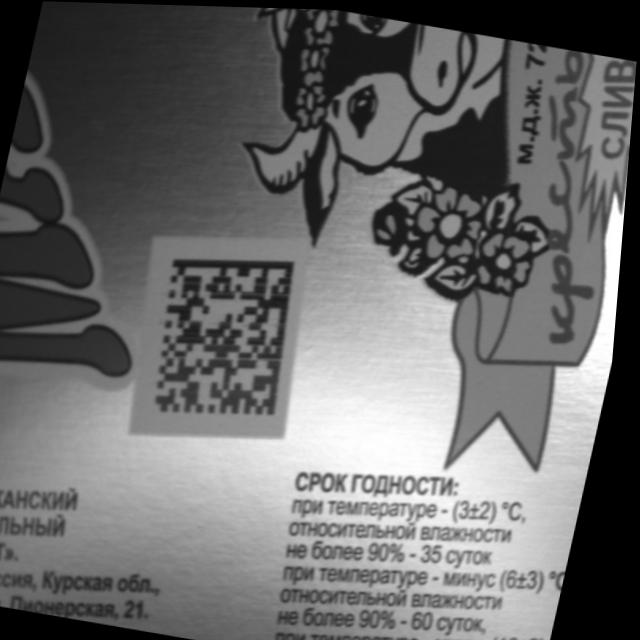 м.д.ж. 72
СЛИВ
крест
СРОК ГОДНОСТИ:
при температуре - (3±2) °С,
относительной влажности
не более 90% - 35 суток
при температуре - минус (6±3) °С
относительной влажности
не более 90% - 60 суток,
КАНСКИЙ
ЛЬНЫЙ
Т».
ссия, Курская обл.,
Пионерская, 21.